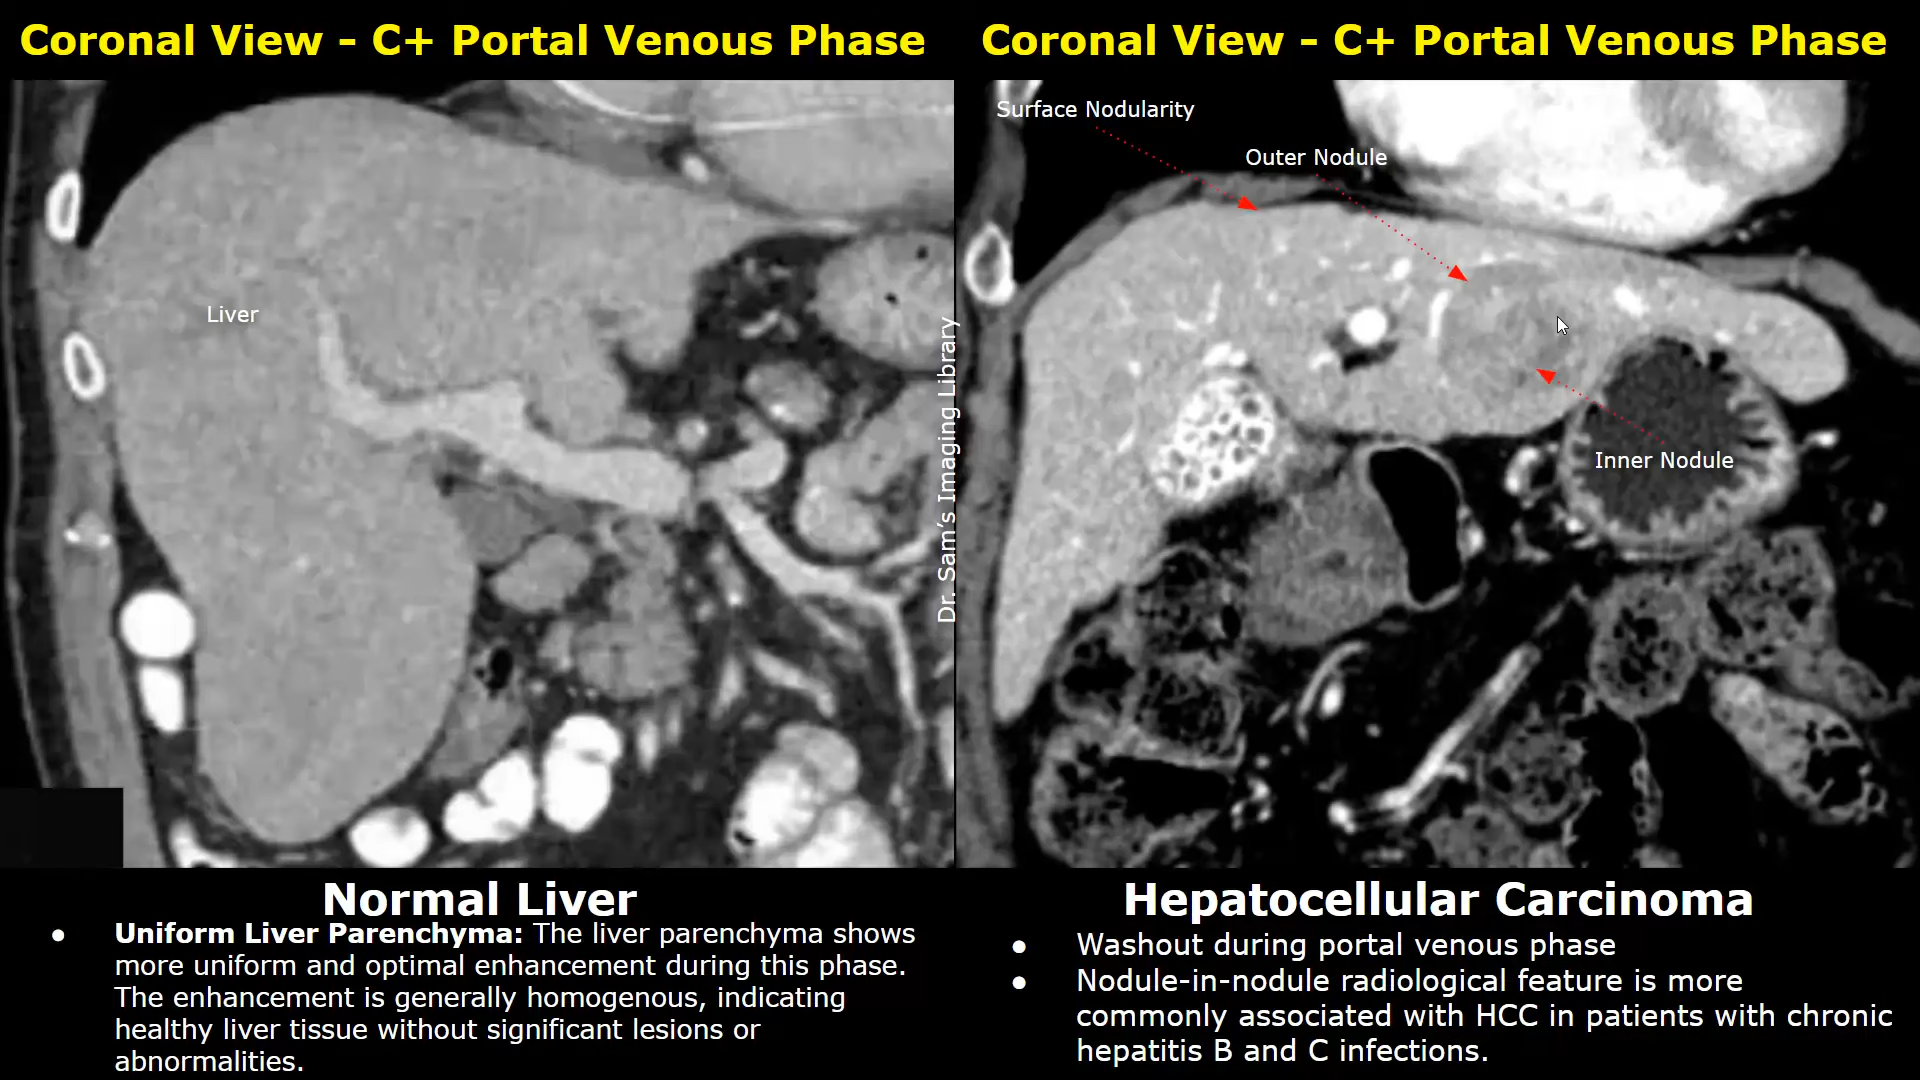 Coronal View - C+ Portal Venous Phase
Liver
Normal Liver
● Uniform Liver Parenchyma: The liver parenchyma shows
more uniform and optimal enhancement during this phase.
The enhancement is generally homogenous, indicating
healthy liver tissue without significant lesions or
abnormalities.
Dr. Sam's Imaging Library
Coronal View - C+ Portal Venous Phase
Surface Nodularity
Outer Nodule
Inner Nodule
Hepatocellular Carcinoma
● Washout during portal venous phase
● Nodule-in-nodule radiological feature is more
commonly associated with HCC in patients with chronic
hepatitis B and C infections.